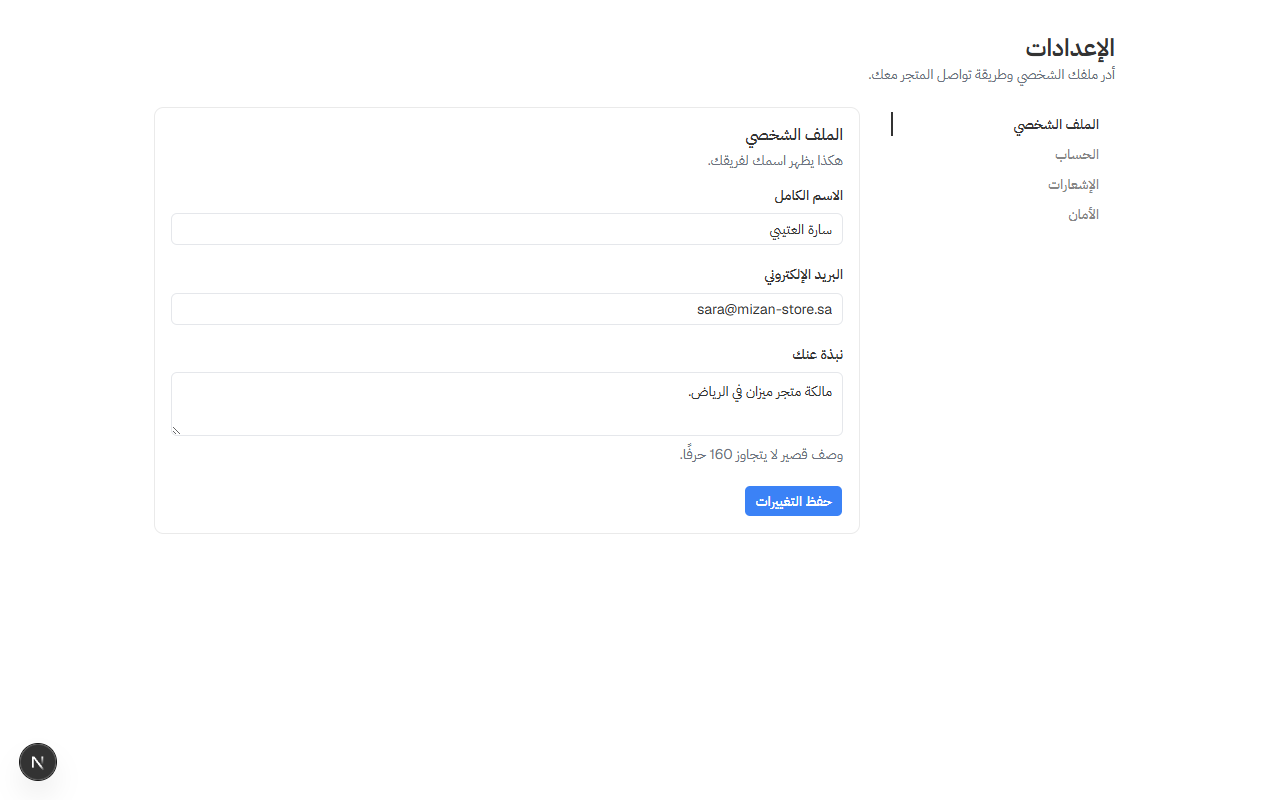 الإعدادات
أدر ملفك الشخصي وطريقة تواصل المتجر معك.
الملف الشخصي
الحساب
الإشعارات
الأمان
الملف الشخصي
هكذا يظهر اسمك لفريقك.
الاسم الكامل
سارة العتيبي
البريد الإلكتروني
sara@mizan-store.sa
نبذة عنك
مالكة متجر ميزان في الرياض.
وصف قصير لا يتجاوز 160 حرفًا.
حفظ التغييرات
N